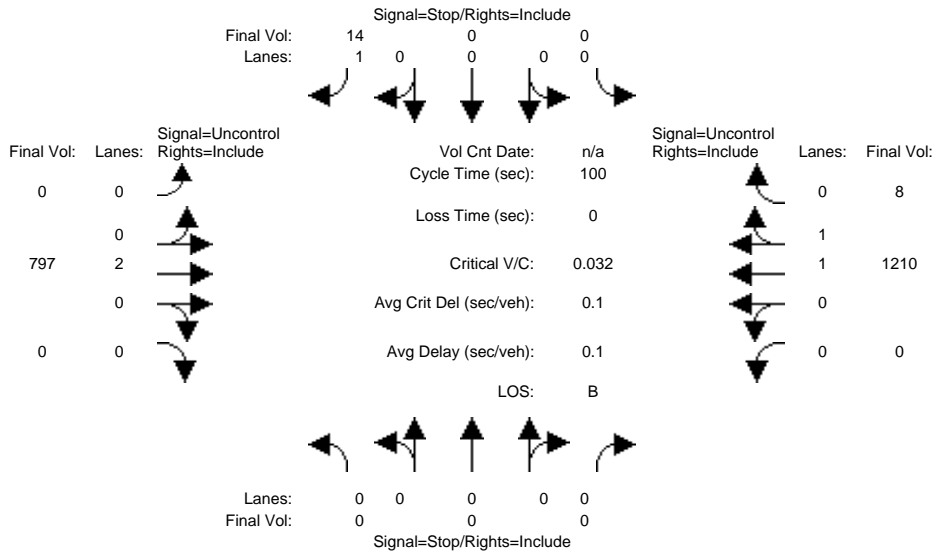 Signal=Stop/Rights=Include
Final Vol: 14 0 0
Lanes: 1 0 0 0 0
Signal=Uncontrol Signal=Uncontrol
Final Vol: Lanes: Rights=Include Vol Cnt Date: n/a Rights=Include Lanes: Final Vol:
Cycle Time (sec): 100
0 0 0 8
Loss Time (sec): 0
0 1
797 2 Critical V/C: 0.032 1 1210
0 Avg Crit Del (sec/veh): 0.1 0
0 0 Avg Delay (sec/veh): 0.1 0 0
LOS: B
Lanes: 0 0 0 0 0
Final Vol: 0 0 0
Signal=Stop/Rights=Include